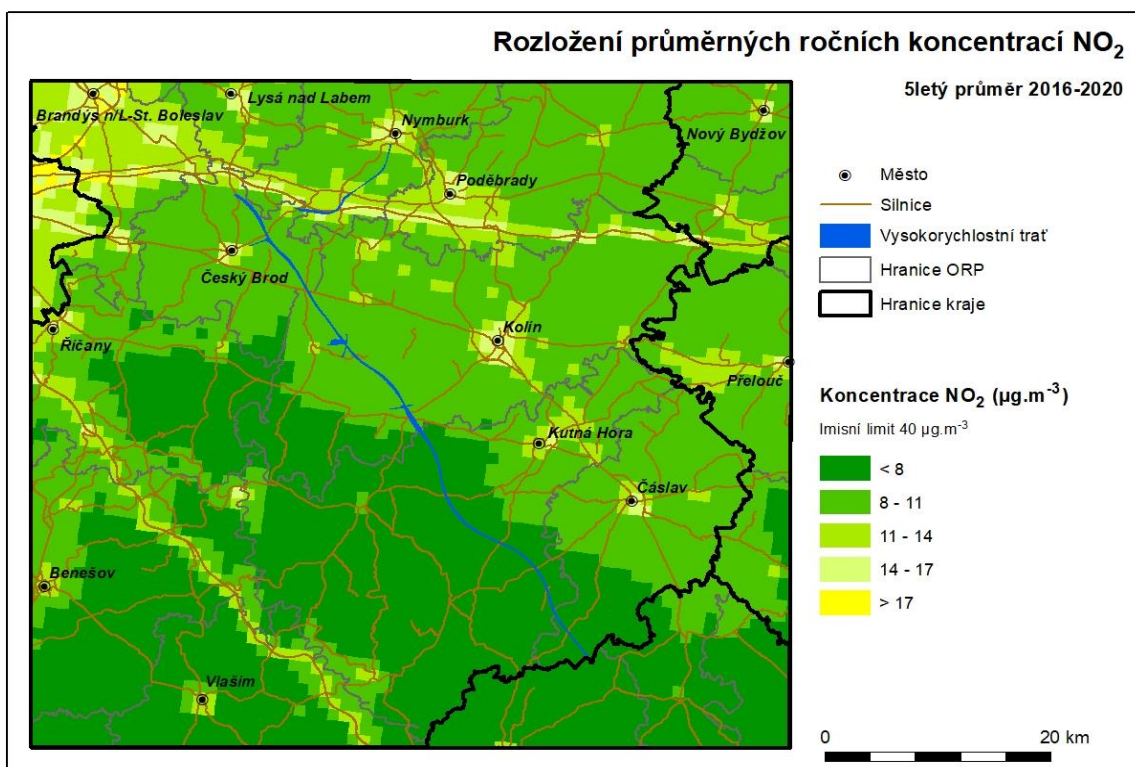 Rozložení průměrných ročních koncentrací NO₂
5letý průměr 2016-2020
Lysá nad Labem
Brandýs n/L-St. Boleslav
Nymburk
Nový Bydžov
Poděbrady
Český Brod
Kolín
Říčany
Přelouč
Kutná Hora
Čáslav
Benešov
Vlašim
Město
Silnice
Vysokorychlostní trať
Hranice ORP
Hranice kraje
Koncentrace NO₂ (µg.m⁻³)
Imisní limit 40 µg.m⁻³
< 8
8 - 11
11 - 14
14 - 17
> 17
0 20 km